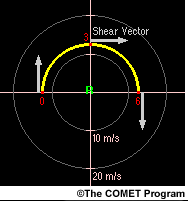 3 Shear Vector
R
0 6
10 m/s
20 m/s
©The COMET Program